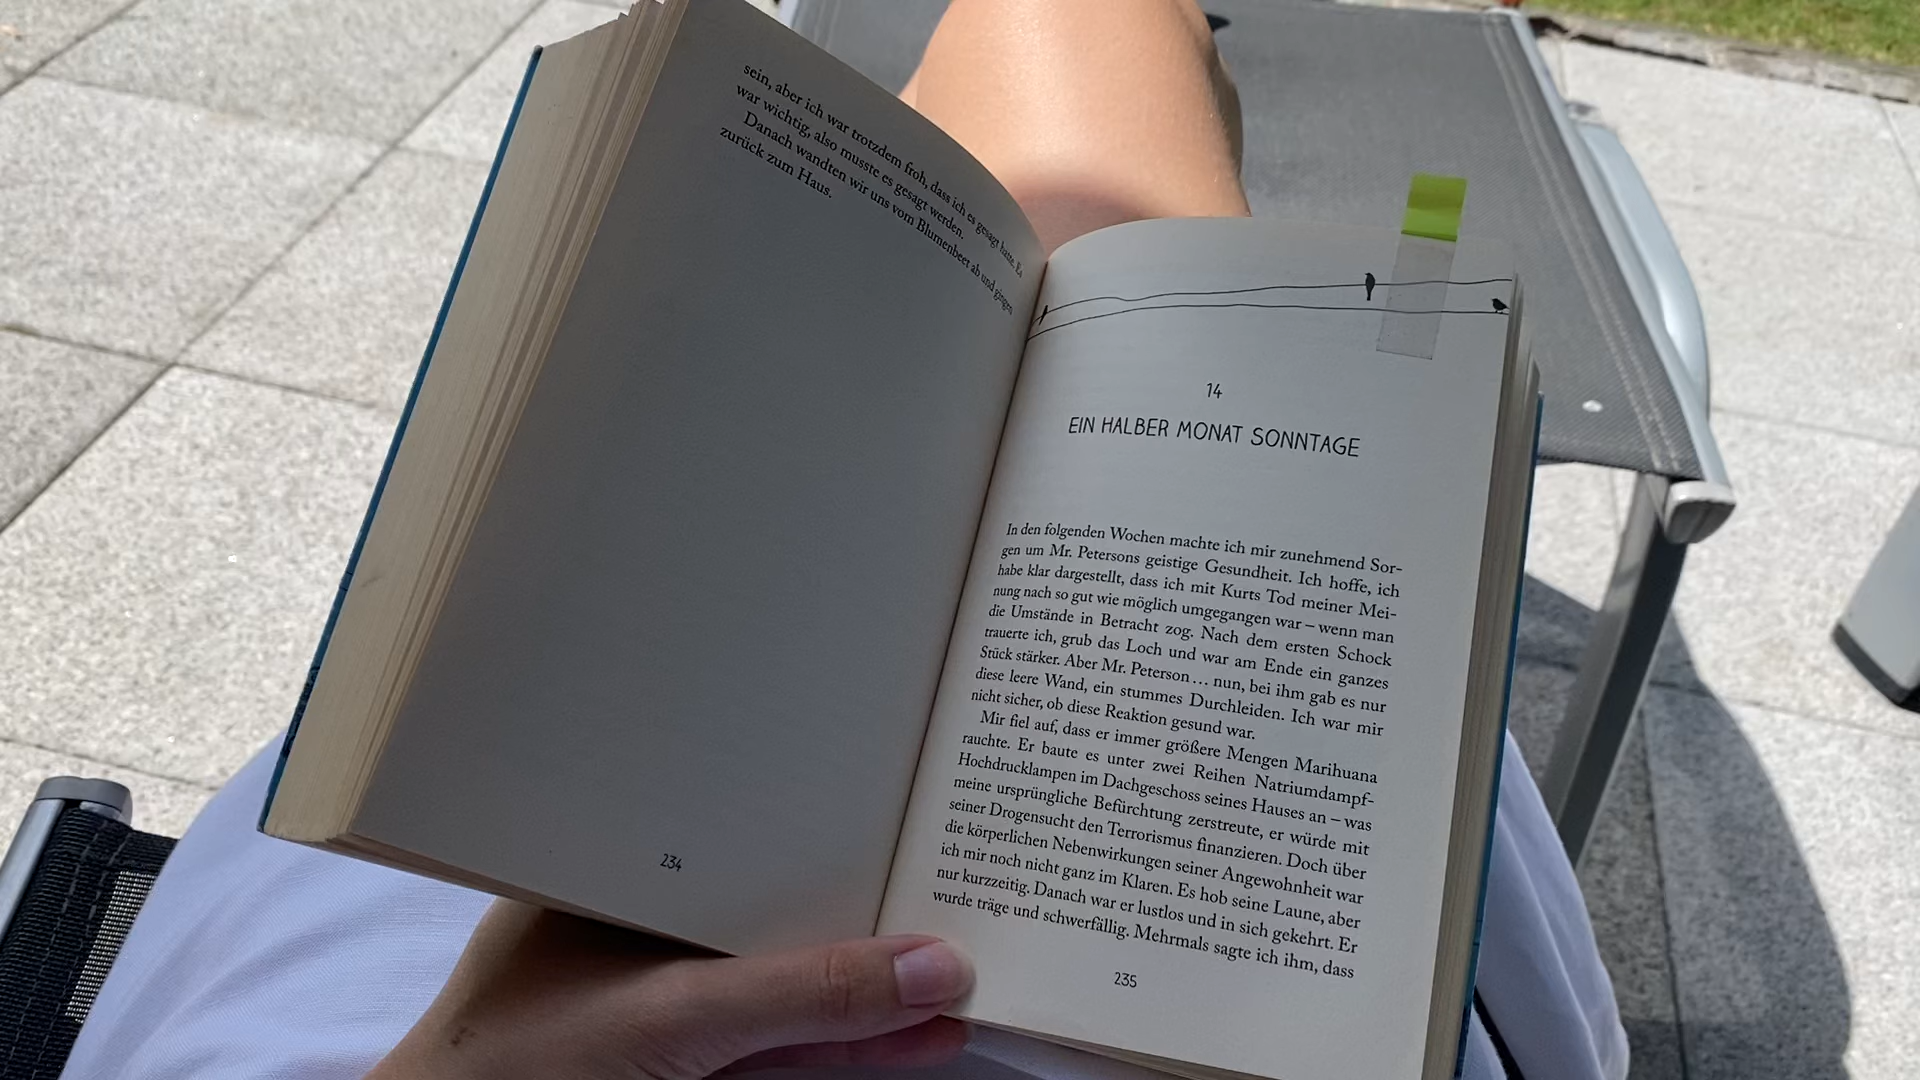 sein, aber ich war trotzdem froh, dass ich es gesagt hatte. Es
war wichtig, also musste es gesagt werden.
Danach wandten wir uns vom Blumenbeet ab und gingen
zurück zum Haus.
234
14
EIN HALBER MONAT SONNTAGE
In den folgenden Wochen machte ich mir zunehmend Sor-
gen um Mr. Petersons geistige Gesundheit. Ich hoffe, ich
habe klar dargestellt, dass ich mit Kurts Tod meiner Mei-
nung nach so gut wie möglich umgegangen war – wenn man
die Umstände in Betracht zog. Nach dem ersten Schock
trauerte ich, grub das Loch und war am Ende ein ganzes
Stück stärker. Aber Mr. Peterson … nun, bei ihm gab es nur
diese leere Wand, ein stummes Durchleiden. Ich war mir
nicht sicher, ob diese Reaktion gesund war.
Mir fiel auf, dass er immer größere Mengen Marihuana
rauchte. Er baute es unter zwei Reihen Natriumdampf-
Hochdrucklampen im Dachgeschoss seines Hauses an – was
meine ursprüngliche Befürchtung zerstreute, er würde mit
seiner Drogensucht den Terrorismus finanzieren. Doch über
die körperlichen Nebenwirkungen seiner Angewohnheit war
ich mir noch nicht ganz im Klaren. Es hob seine Laune, aber
nur kurzzeitig. Danach war er lustlos und in sich gekehrt. Er
wurde träge und schwerfällig. Mehrmals sagte ich ihm, dass
235